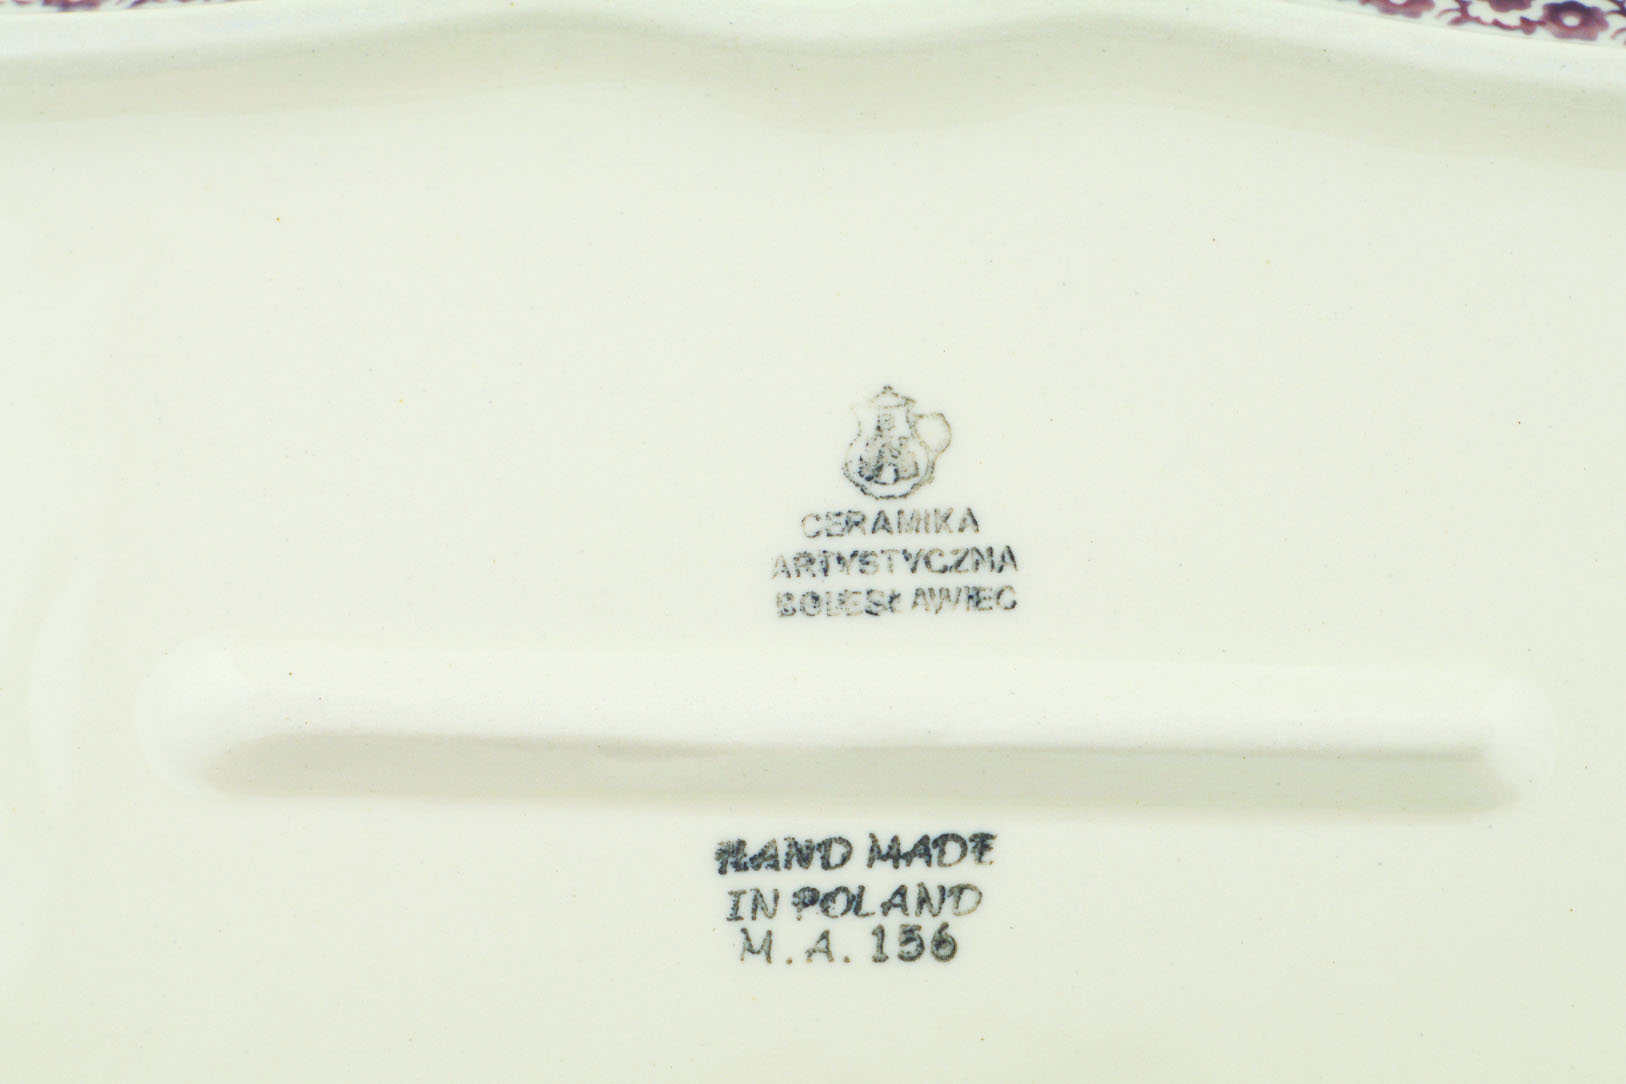 CERAMIKA
ARTYSTYCZNA
BOLESŁAWIEC
HAND MADE
IN POLAND
M.A. 156